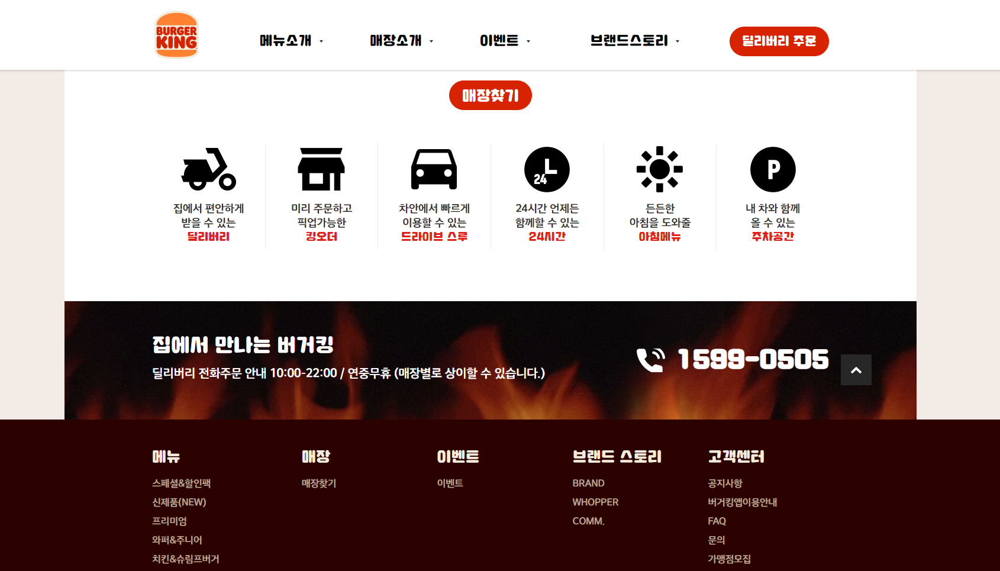 BURGER
KING
메뉴소개
매장소개
이벤트
브랜드스토리
딜리버리 주문
매장찾기
24
집에서 편안하게
받을 수 있는
딜리버리
미리 주문하고
픽업가능한
킹오더
차안에서 빠르게
이용할 수 있는
드라이브 스루
24시간 언제든
함께할 수 있는
24시간
든든한
아침을 도와줄
아침메뉴
P
내 차와 함께
올 수 있는
주차공간
집에서 만나는 버거킹
딜리버리 전화주문 안내 10:00-22:00 / 연중무휴 (매장별로 상이할 수 있습니다.)
1599-0505
메뉴
스페셜&할인팩
신제품(NEW)
프리미엄
와퍼&주니어
치킨&슈림프버거
매장
매장찾기
이벤트
이벤트
브랜드 스토리
BRAND
WHOPPER
COMM.
고객센터
공지사항
버거킹앱이용안내
FAQ
문의
가맹점모집